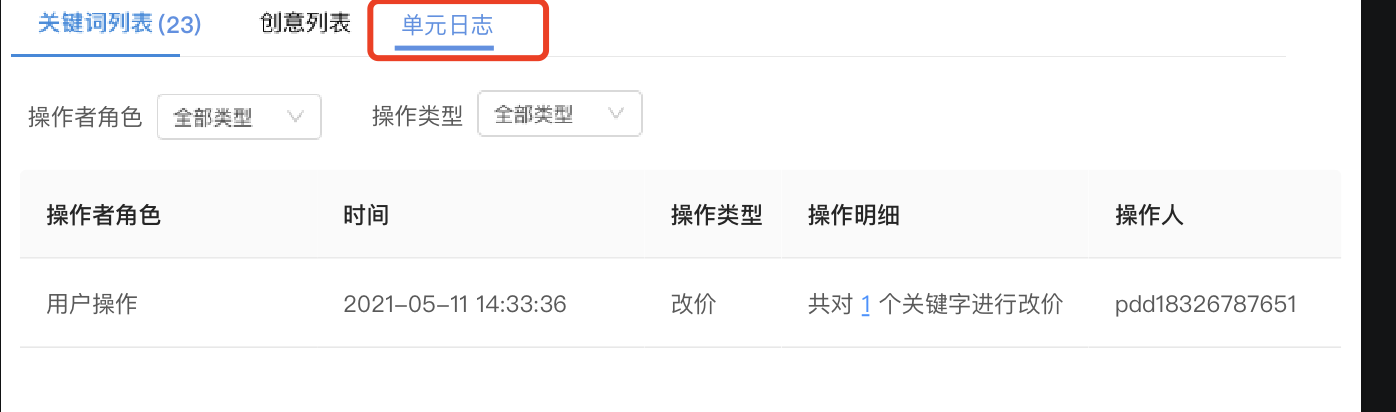 关键词列表 (23) 创意列表 单元日志
操作者角色 全部类型 操作类型 全部类型
操作者角色 时间 操作类型 操作明细 操作人
用户操作 2021-05-11 14:33:36 改价 共对 1 个关键字进行改价 pdd18326787651